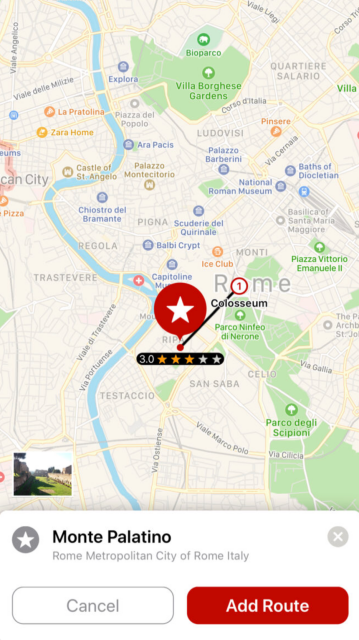 Viale Angelico
Viale Liegi
Bioparco
Explora
QUARTIERE
SALARIO
Villa Borghese
Gardens
Viale delle Milizie
Corso d'Italia
La Pratolina
Piazza del
Popolo
Pinsere
Zara Home
LUDOVISI
Via Cernaia
Ara Pacis
Palazzo
Barberini
Castle of
St. Angelo
Palazzo
Montecitorio
Baths of
Diocletian
can City
National
Roman Museum
Chiostro del
Bramante
PIGNA
Scuderie del
Quirinale
Basilica of
Santa Maria
Maggiore
Pizza
REGOLA
Balbi Crypt
MONTI
Piazza Vittorio
Emanuele II
Ice Club
TRASTEVERE
Capitoline
Rome
1
Colosseum
Parco Ninfeo
di Nerone
Viale di Trastevere
3.0
Via Portuense
CELIO
Via Gallia
SAN SABA
TESTACCIO
Parco degli
Scipioni
Viale Marco Polo
Via Ostiense
Via Cilicia
Monte Palatino
Rome Metropolitan City of Rome Italy
Cancel
Add Route